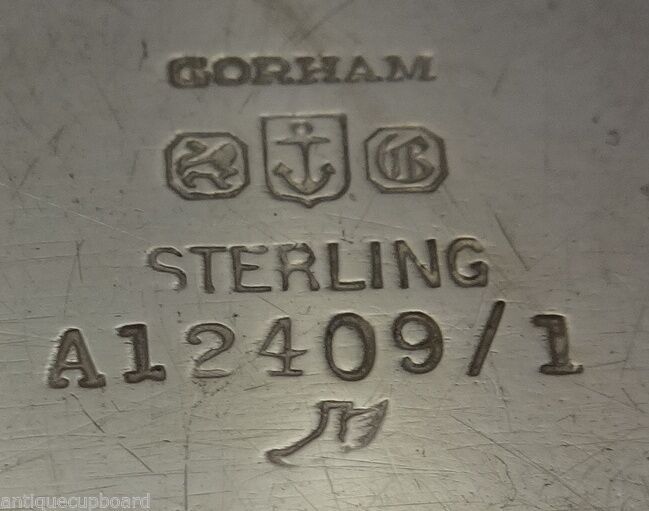 GORHAM
G
STERLING
A12409/1
antiquecupboard